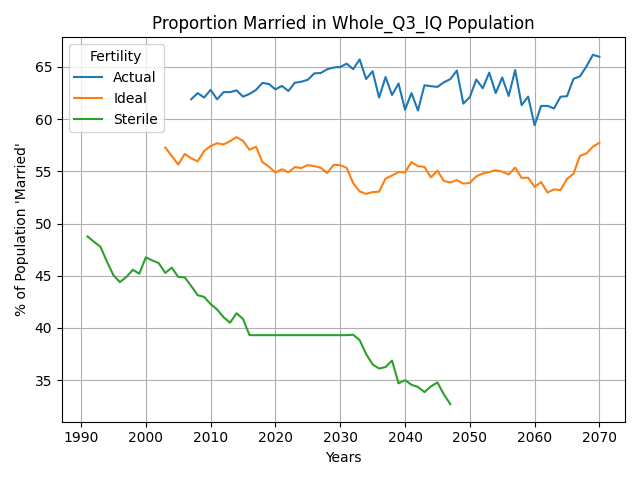 Proportion Married in Whole_Q3_IQ Population
Fertility
Actual
Ideal
Sterile
% of Population 'Married'
65
60
55
50
45
40
35
1990
2000
2010
2020
2030
2040
2050
2060
2070
Years